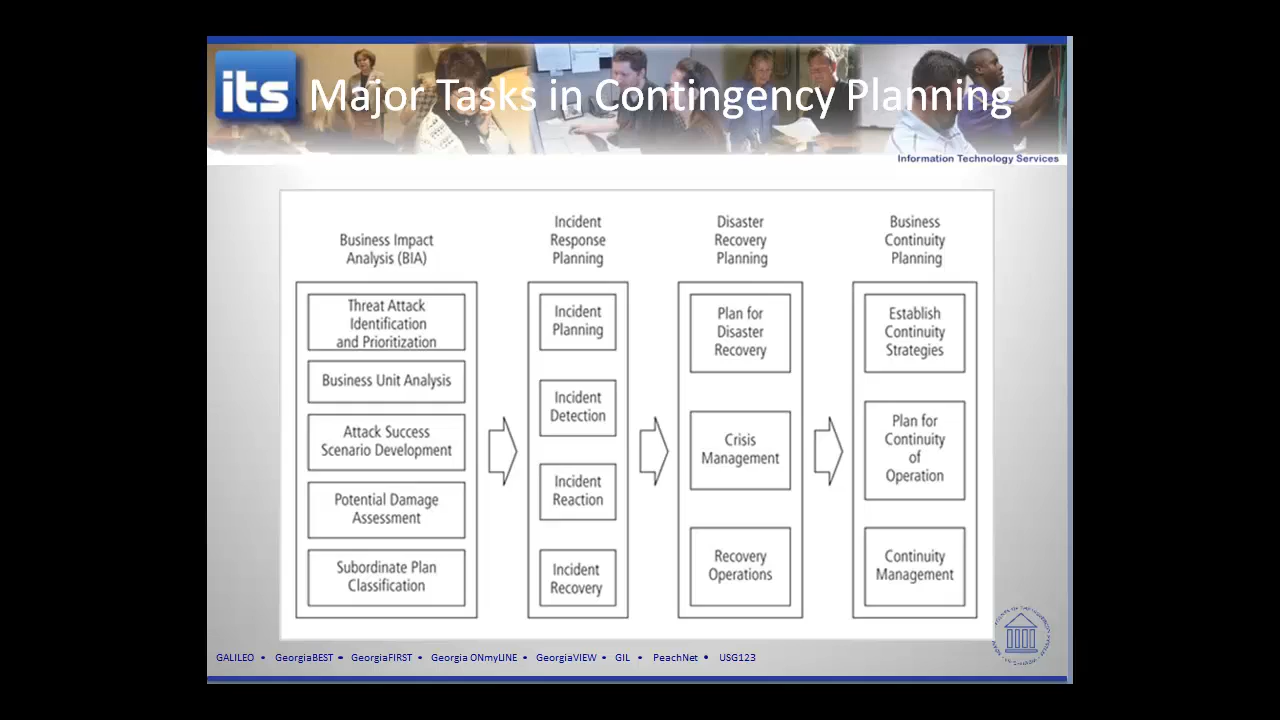 its
Major Tasks in Contingency Planning
Information Technology Services
Business Impact
Analysis (BIA)
Threat Attack
Identification
and Prioritization
Business Unit Analysis
Attack Success
Scenario Development
Potential Damage
Assessment
Subordinate Plan
Classification
Incident
Response
Planning
Incident
Planning
Incident
Detection
Incident
Reaction
Incident
Recovery
Disaster
Recovery
Planning
Plan for
Disaster
Recovery
Crisis
Management
Recovery
Operations
Business
Continuity
Planning
Establish
Continuity
Strategies
Plan for
Continuity
of
Operation
Continuity
Management
GALILEO • GeorgiaBEST • GeorgiaFIRST • Georgia ONmyLINE • GeorgiaVIEW • GIL • PeachNet • USG123